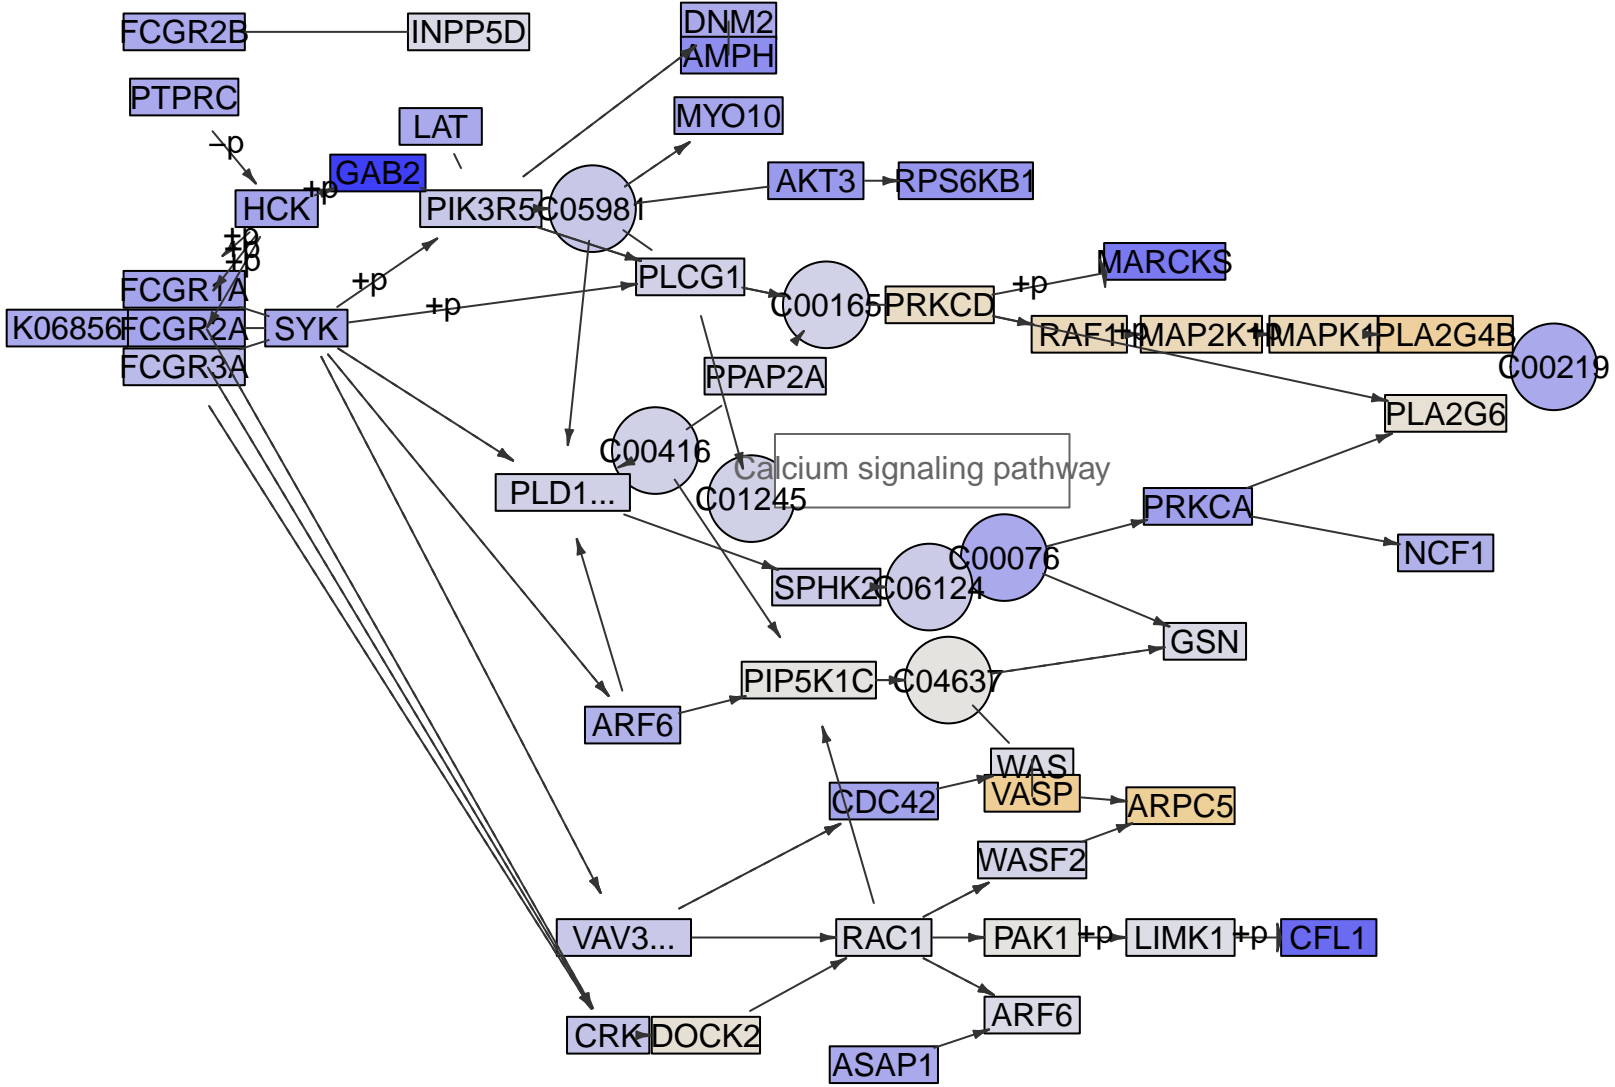 DNM2
FCGR2B
INPP5D
AMPH
PTPRC
MYO10
LAT
−p
GAB2
+p
AKT3
RPS6KB1
HCK
PIK3R5
C05981
+p
+p
+p
MARCKS
FCGR1A
+p
PLCG1
+p
C00165
PRKCD
+p
K06856
FCGR2A
SYK
RAF1
+p
MAP2K1
+p
MAPK1
PLA2G4B
FCGR3A
PPAP2A
C00219
PLA2G6
C00416
Calcium signaling pathway
PLD1...
C01245
PRKCA
NCF1
C00076
SPHK2
C06124
GSN
PIP5K1C
C04637
ARF6
WAS
CDC42
VASP
ARPC5
WASF2
VAV3...
RAC1
PAK1
+p
LIMK1
+p
CFL1
ARF6
CRK
DOCK2
ASAP1